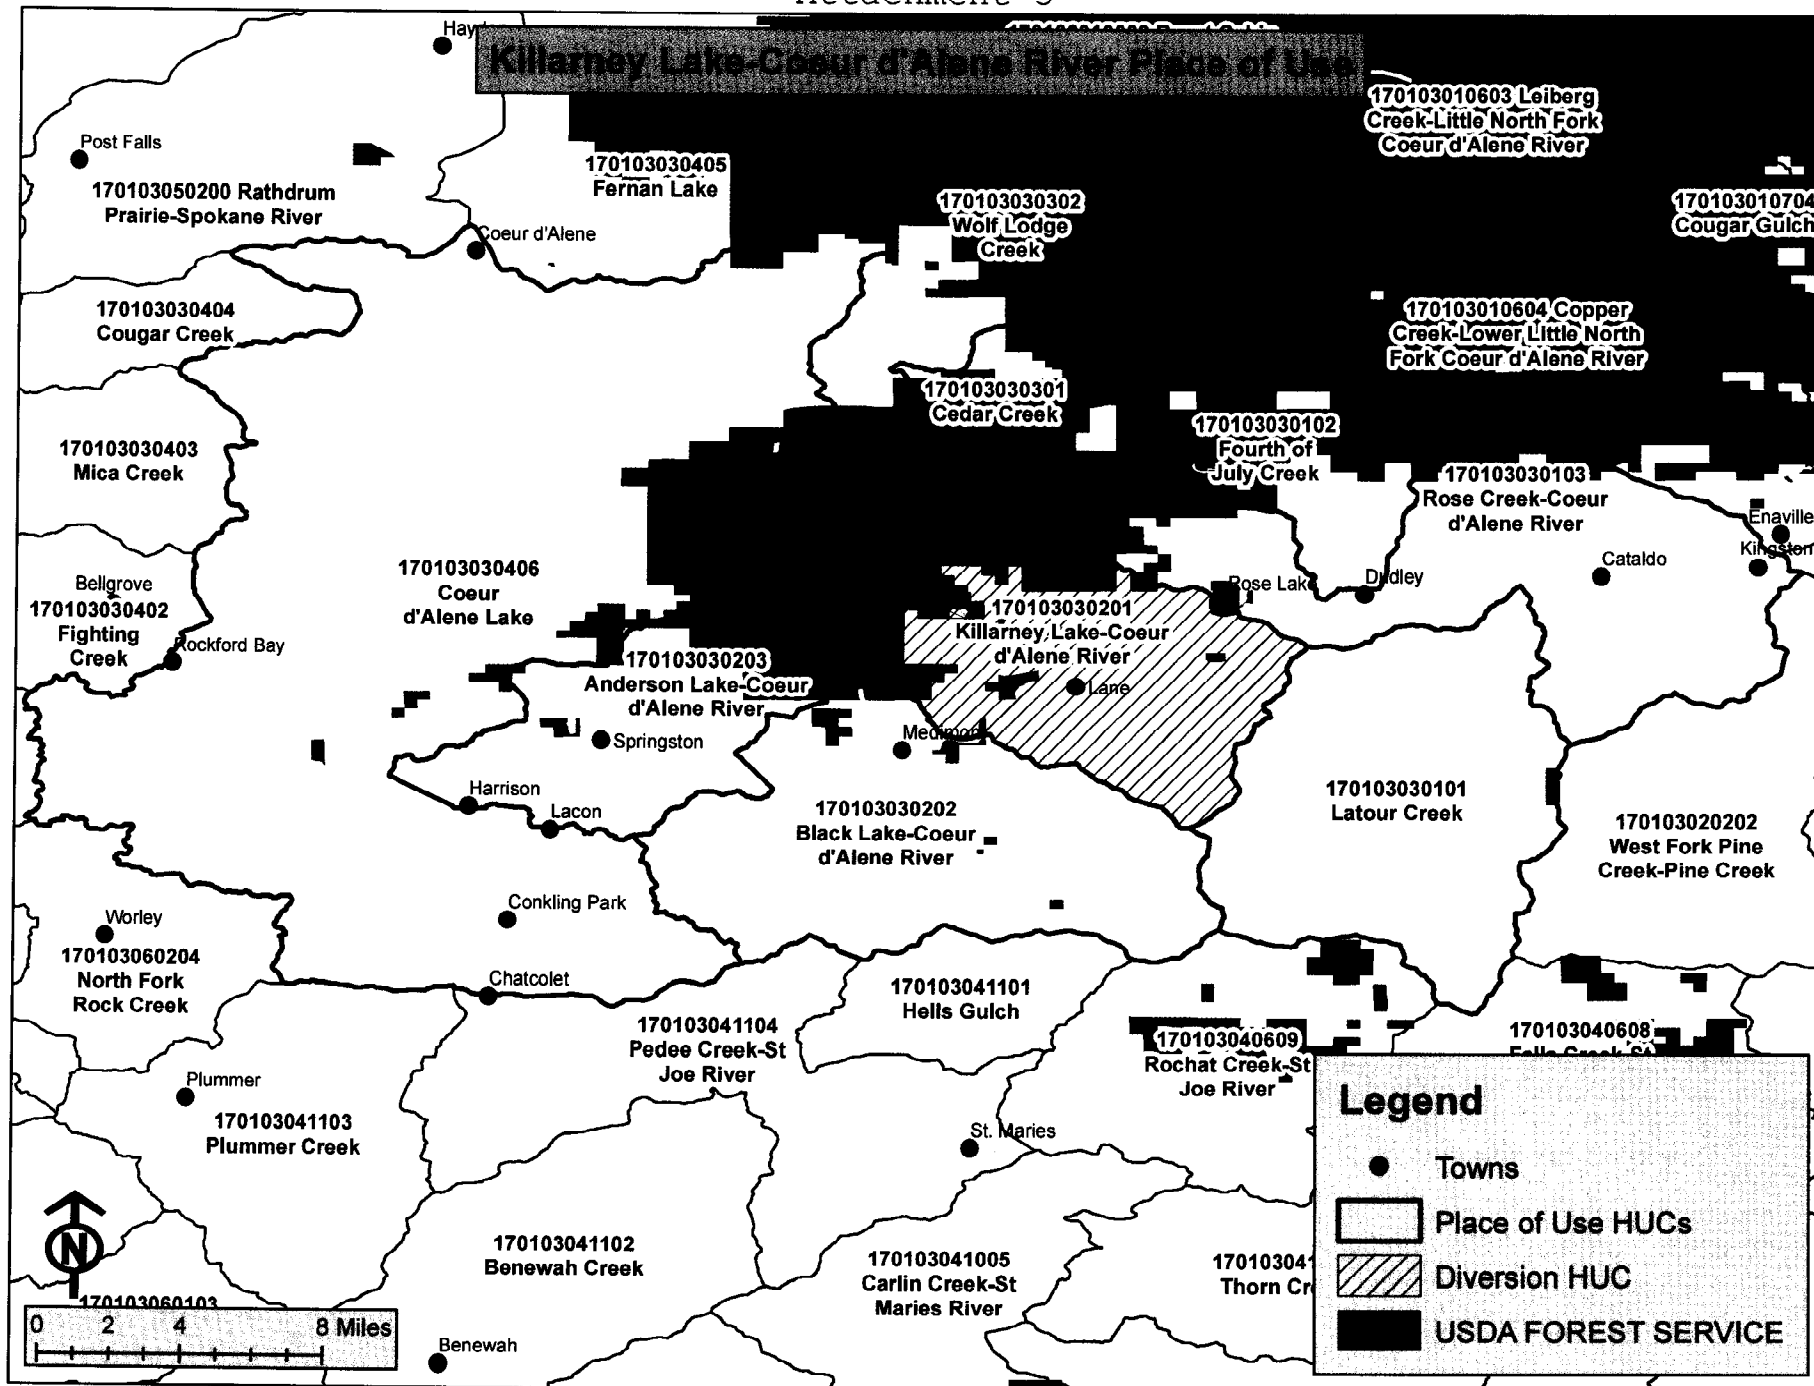 Killarney Lake-Coeur d'Alene River Place of Use
170103010603 Leiberg
Creek-Little North Fork
Coeur d'Alene River
Post Falls
170103050200 Rathdrum
Prairie-Spokane River
170103030405
Fernan Lake
Coeur d'Alene
170103030302
Wolf Lodge
Creek
170103010704
Cougar Gulch
170103030404
Cougar Creek
170103010604 Copper
Creek-Lower Little North
Fork Coeur d'Alene River
170103030301
Cedar Creek
170103030403
Mica Creek
170103030102
Fourth of
July Creek
170103030103
Rose Creek-Coeur
d'Alene River
Enaville
Kingston
Cataldo
Bellgrove
170103030402
Fighting
Creek
Rockford Bay
170103030406
Coeur
d'Alene Lake
Rose Lake
Dudley
170103030201
Killarney Lake-Coeur
d'Alene River
Lane
170103030203
Anderson Lake-Coeur
d'Alene River
Springston
Medimont
Harrison
Lacon
170103030202
Black Lake-Coeur
d'Alene River
170103030101
Latour Creek
170103020202
West Fork Pine
Creek-Pine Creek
Conkling Park
Worley
170103060204
North Fork
Rock Creek
Chatcolet
170103041101
Hells Gulch
170103041104
Pedee Creek-St
Joe River
170103040609
Rochat Creek-St
Joe River
170103040608
Falls Creek-St
Plummer
170103041103
Plummer Creek
St. Maries
170103041102
Benewah Creek
170103041005
Carlin Creek-St
Maries River
170103041
Thorn Cr
170103060103
Benewah
N
0 2 4 8 Miles
Legend
Towns
Place of Use HUCs
Diversion HUC
USDA FOREST SERVICE